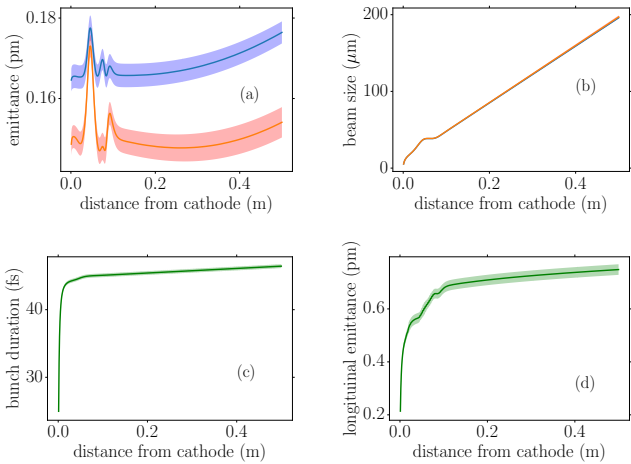 0.18
0.16
emittance (pm)
(a)
0.0
0.2
0.4
distance from cathode (m)
200
100
0
beam size (μm)
(b)
0.0
0.2
0.4
distance from cathode (m)
40
30
bunch duration (fs)
(c)
0.0
0.2
0.4
distance from cathode (m)
0.6
0.4
0.2
longituinal emittance (pm)
(d)
0.0
0.2
0.4
distance from cathode (m)